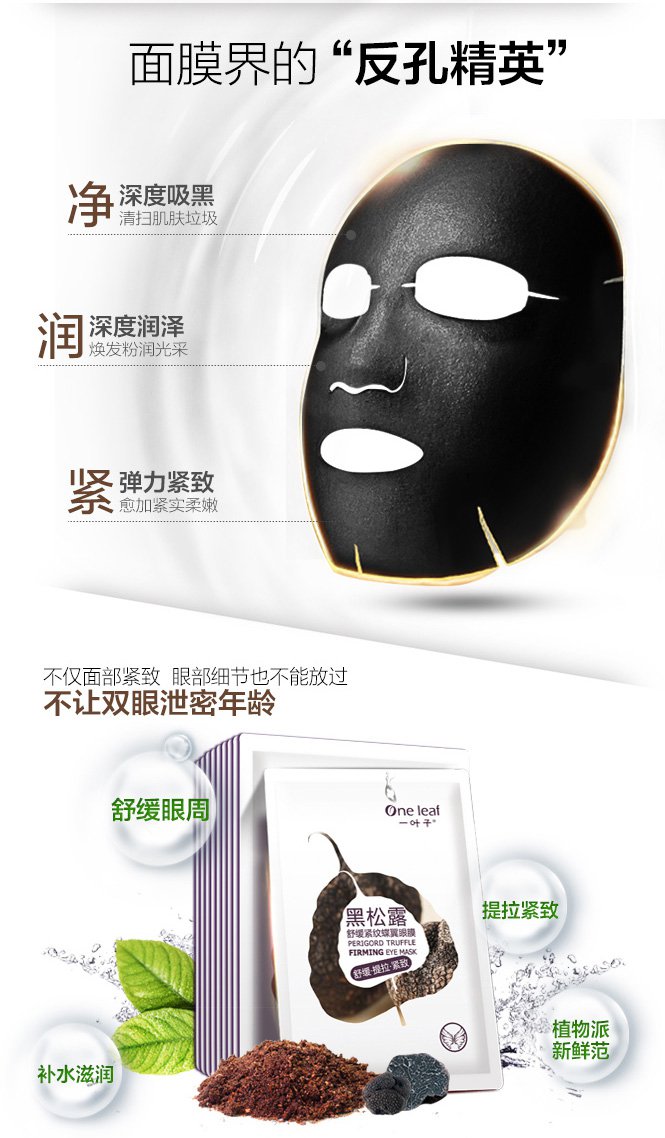 面膜界的“反孔精英”
净
深度吸黑
清扫肌肤垃圾
润
深度润泽
焕发粉润光采
紧
弹力紧致
愈加紧实柔嫩
不仅面部紧致 眼部细节也不能放过
不让双眼泄密年龄
舒缓眼周
One leaf
一叶子®
黑松露
舒缓紧纹蝶翼眼膜
PERIGORD TRUFFLE
FIRMING EYE MASK
舒缓·提拉·紧致
提拉紧致
植物派
新鲜范
补水滋润